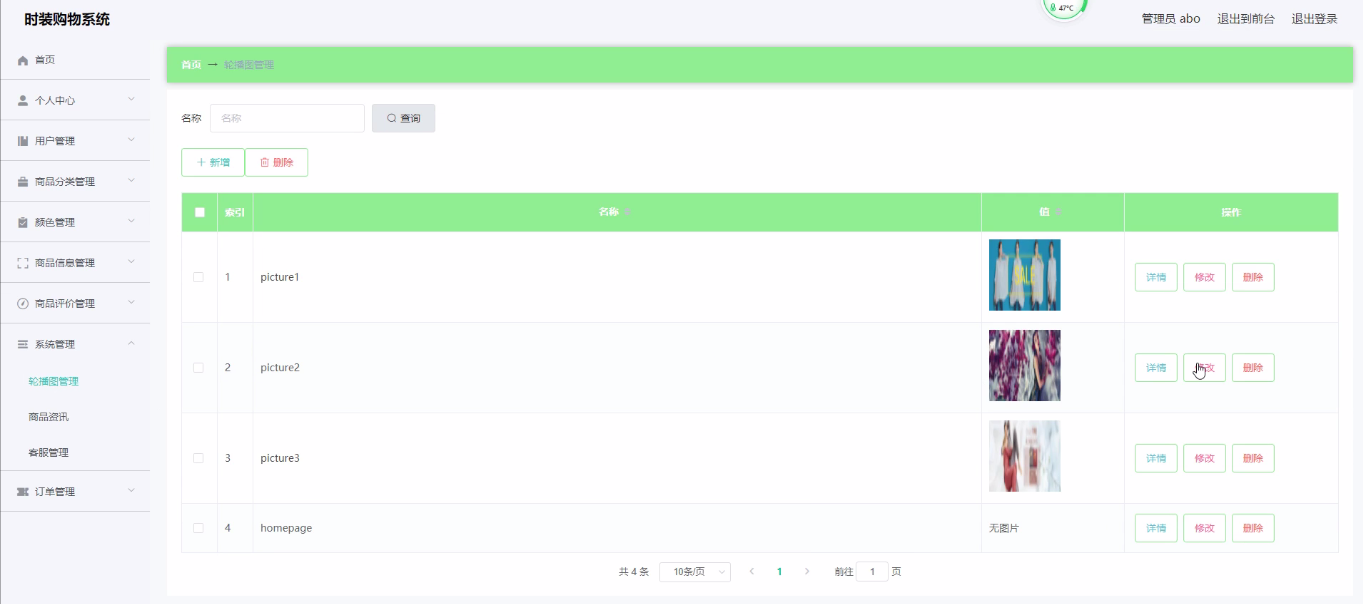 时装购物系统
47°C
管理员 abo 退出到前台 退出登录
首页
个人中心
用户管理
商品分类管理
颜色管理
商品信息管理
商品评价管理
系统管理
轮播图管理
商品资讯
客服管理
订单管理
首页 → 轮播图管理
名称 名称 查询
+ 新增 删除
索引 名称 值 操作
1 picture1 SALE 详情 修改 删除
2 picture2 详情 修改 删除
3 picture3 详情 修改 删除
4 homepage 无图片 详情 修改 删除
共 4 条 10条/页 < 1 > 前往 1 页